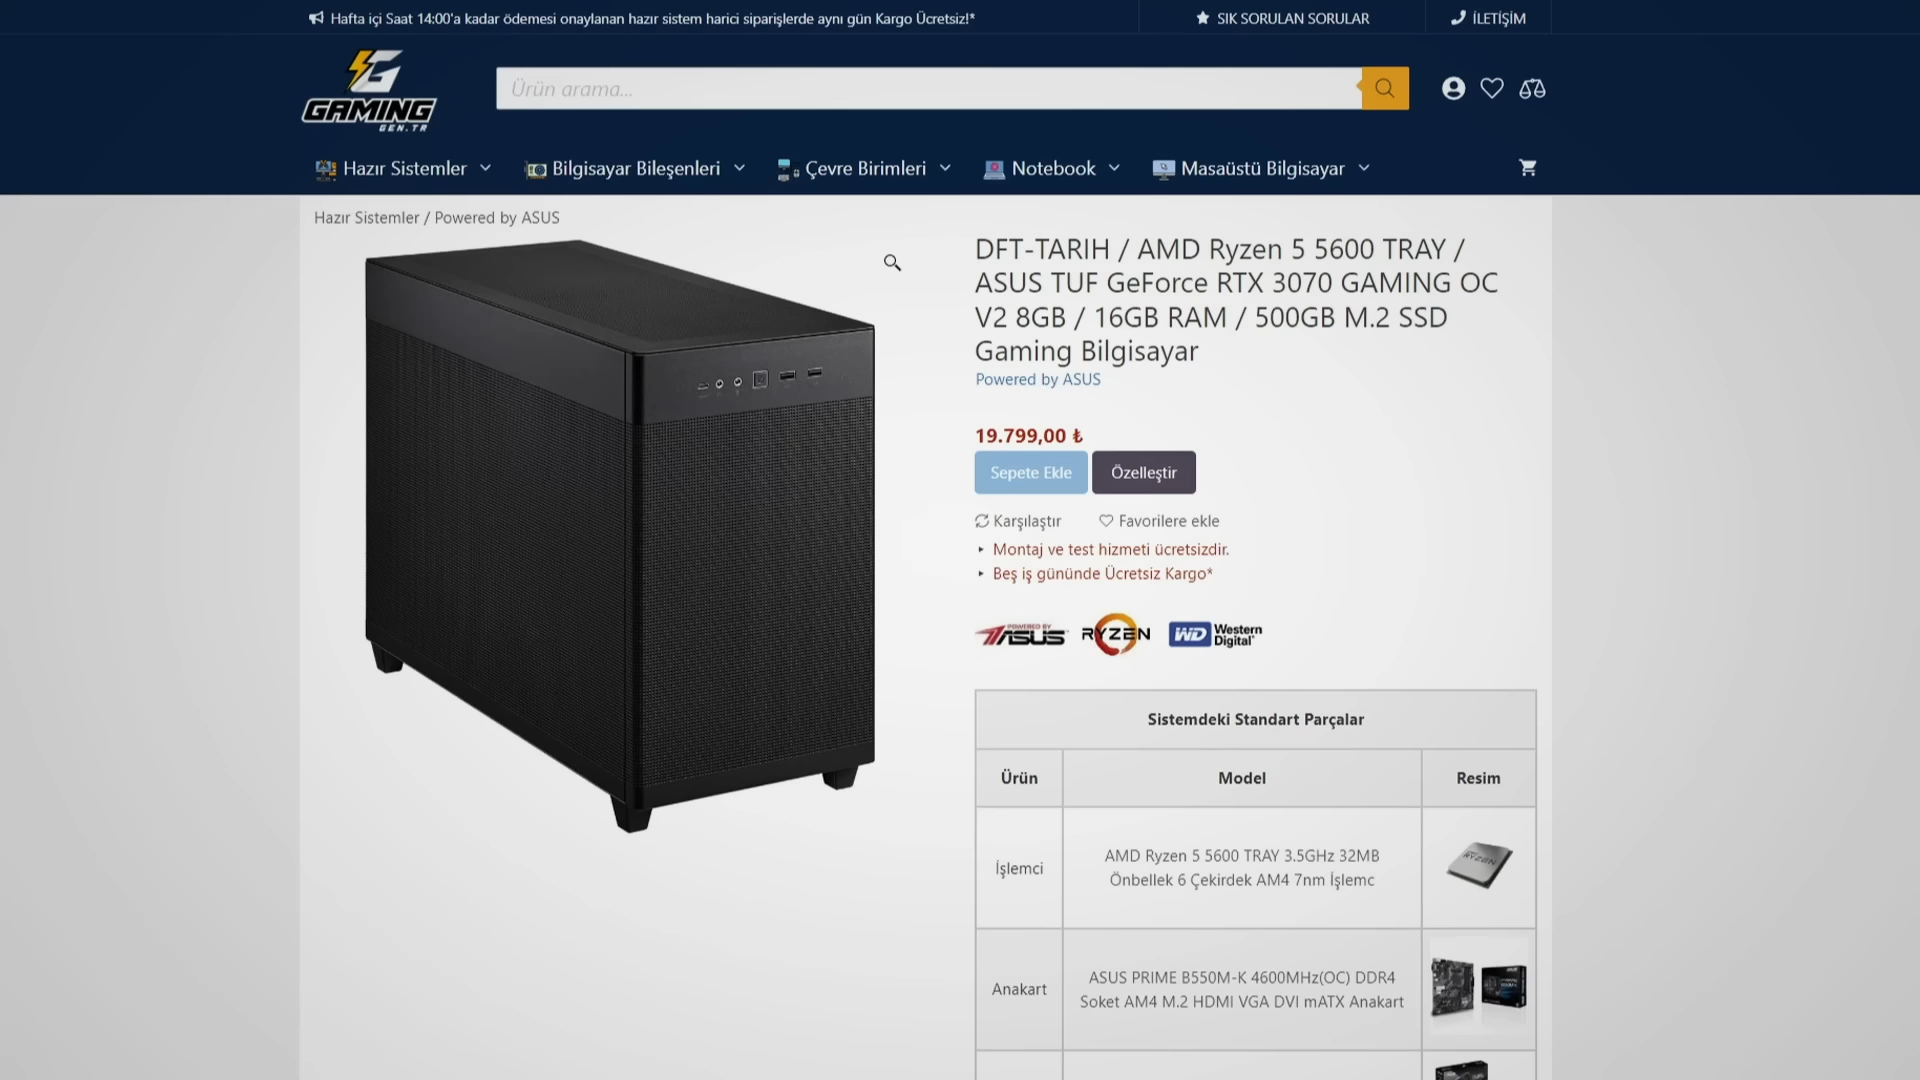 Hafta içi Saat 14:00'a kadar ödemesi onaylanan hazır sistem harici siparişlerde aynı gün Kargo Ücretsiz!*
SIK SORULAN SORULAR
İLETİŞİM
GAMING
GEN.TR
Ürün arama...
Hazır Sistemler
Bilgisayar Bileşenleri
Çevre Birimleri
Notebook
Masaüstü Bilgisayar
Hazır Sistemler / Powered by ASUS
DFT-TARIH / AMD Ryzen 5 5600 TRAY /
ASUS TUF GeForce RTX 3070 GAMING OC
V2 8GB / 16GB RAM / 500GB M.2 SSD
Gaming Bilgisayar
Powered by ASUS
19.799,00 ₺
Sepete Ekle
Özelleştir
Karşılaştır
Favorilere ekle
Montaj ve test hizmeti ücretsizdir.
Beş iş gününde Ücretsiz Kargo*
POWERED BY
ASUS
RYZEN
WD Western
Digital
Sistemdeki Standart Parçalar
Ürün
Model
Resim
İşlemci
AMD Ryzen 5 5600 TRAY 3.5GHz 32MB
Önbellek 6 Çekirdek AM4 7nm İşlemc
RYZEN
Anakart
ASUS PRIME B550M-K 4600MHz(OC) DDR4
Soket AM4 M.2 HDMI VGA DVI mATX Anakart